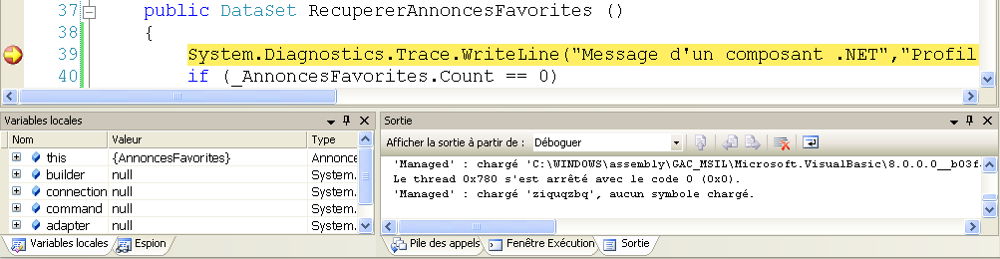 37 public DataSet RecupererAnnoncesFavorites ()
38 {
39 System.Diagnostics.Trace.WriteLine("Message d'un composant .NET","Profil
40 if (_AnnoncesFavorites.Count == 0)
Variables locales
Nom Valeur Type
this {AnnoncesFavorites} Annonce
builder null System.
connection null System.
command null System.
adapter null System.
Variables locales Espion
Sortie
Afficher la sortie à partir de : Déboguer
'Managed' : chargé 'C:\WINDOWS\assembly\GAC_MSIL\Microsoft.VisualBasic\8.0.0.0__b03f
Le thread 0x780 s'est arrêté avec le code 0 (0x0).
'Managed' : chargé 'ziquqzbq', aucun symbole chargé.
Pile des appels Fenêtre Exécution Sortie